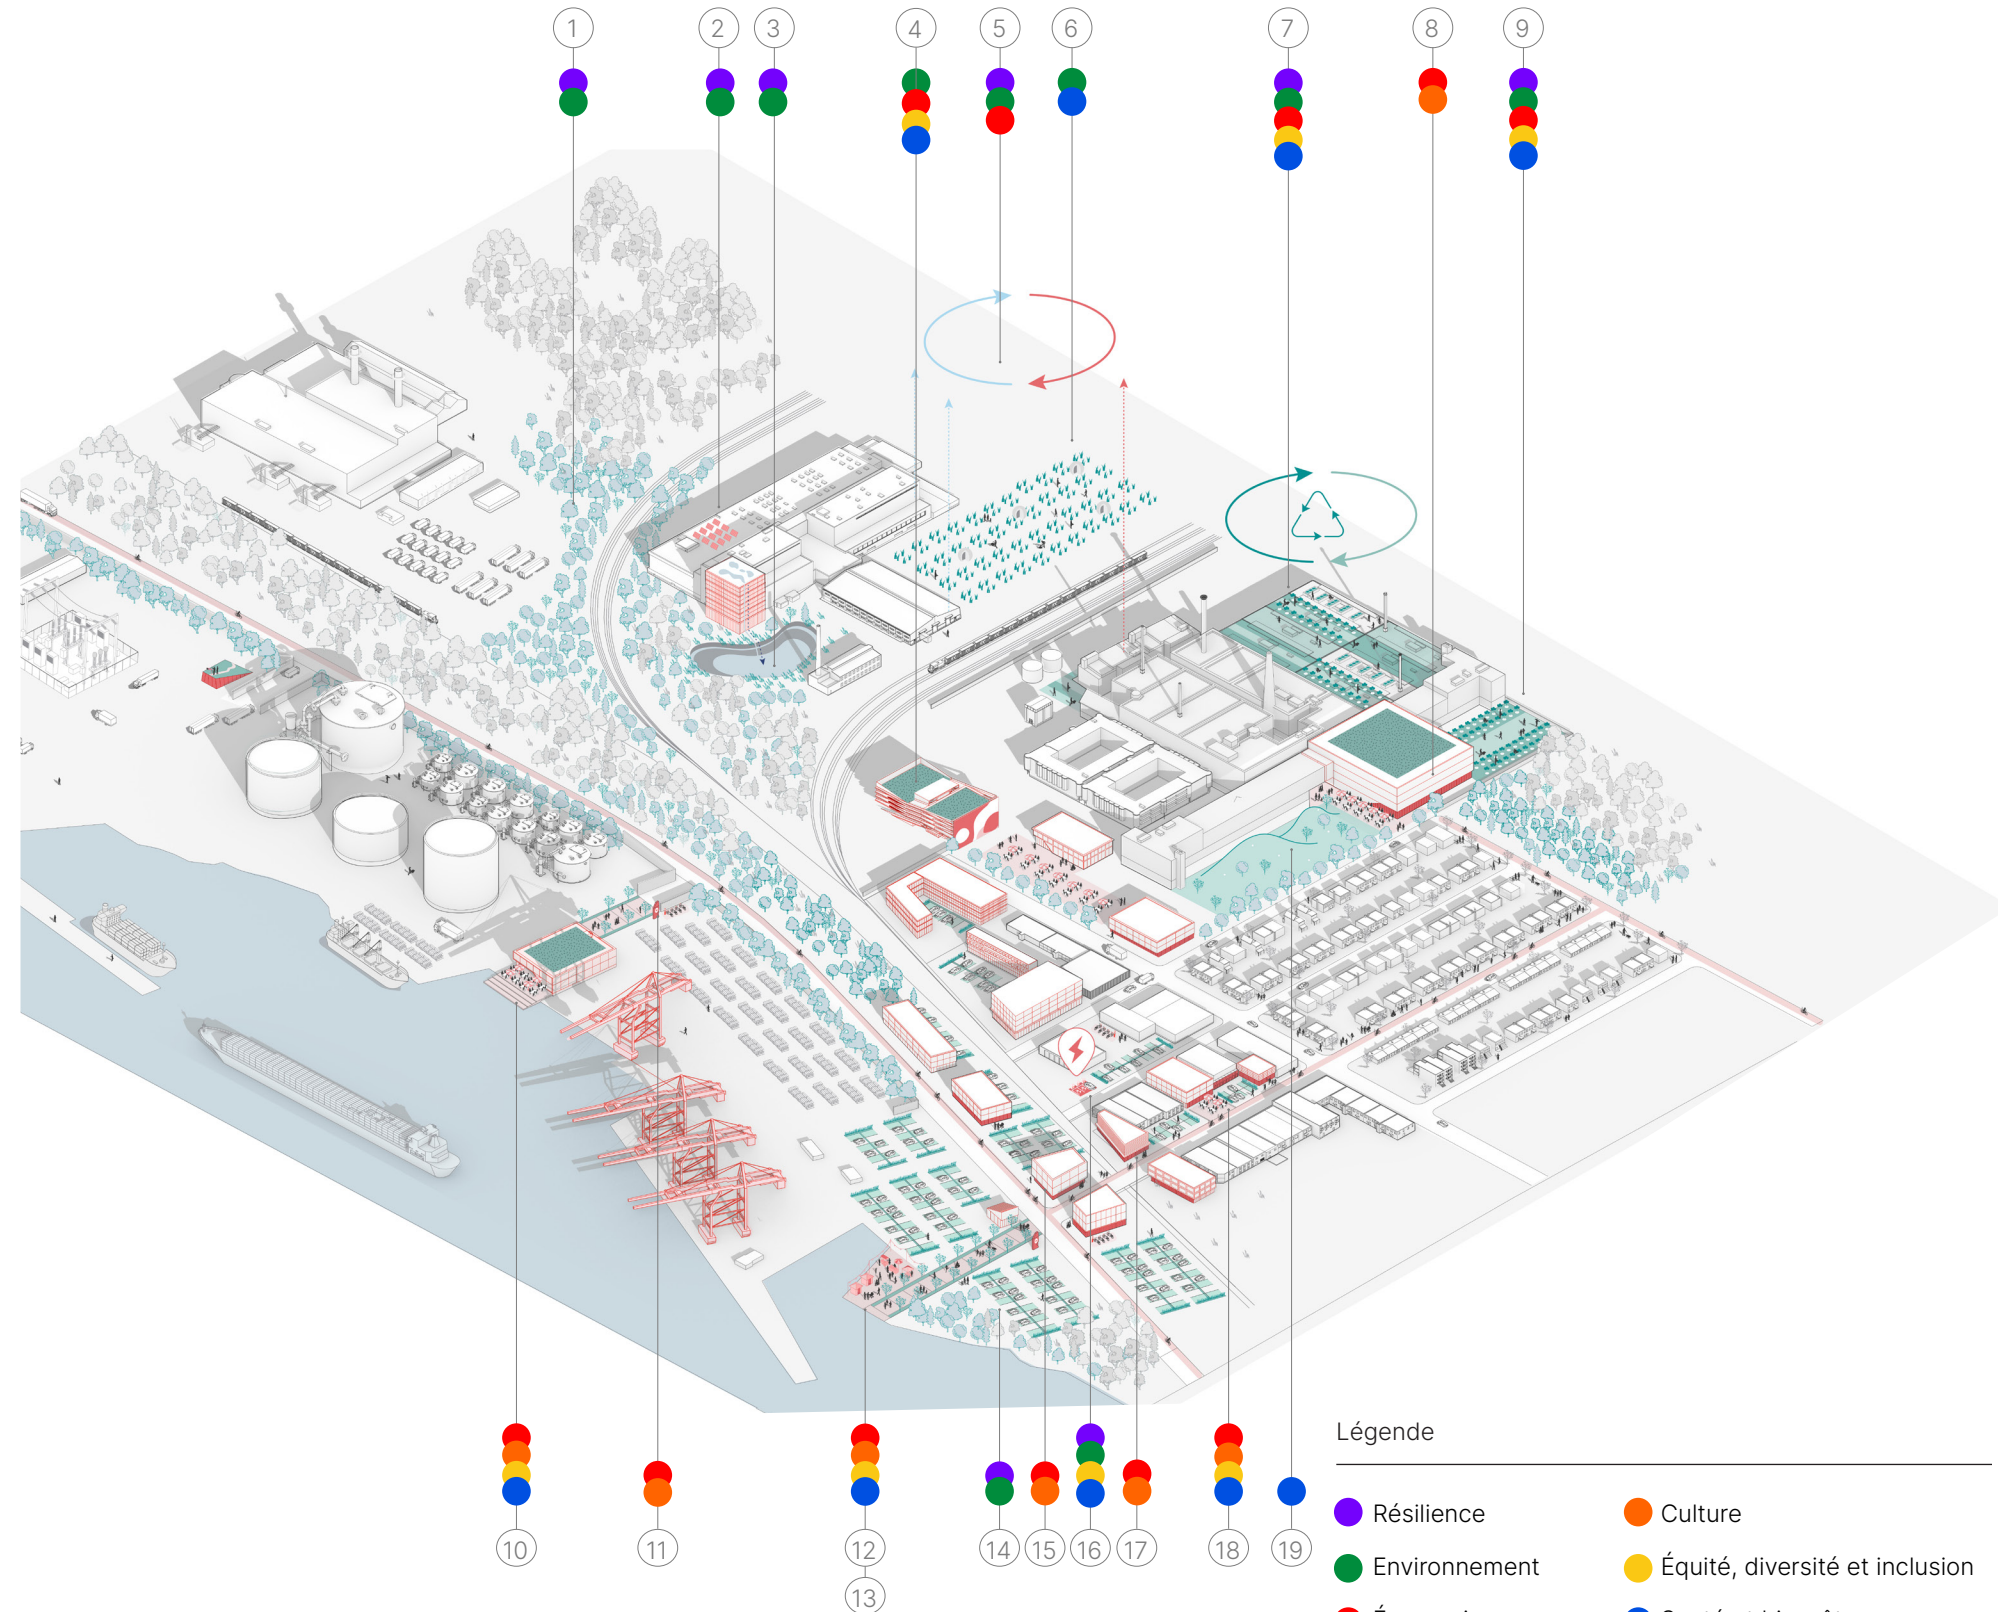 1 2 3 4 5 6 7 8 9
10 11 12 14 15 16 17 18 19
13
Légende
Résilience Culture
Environnement Équité, diversité et inclusion